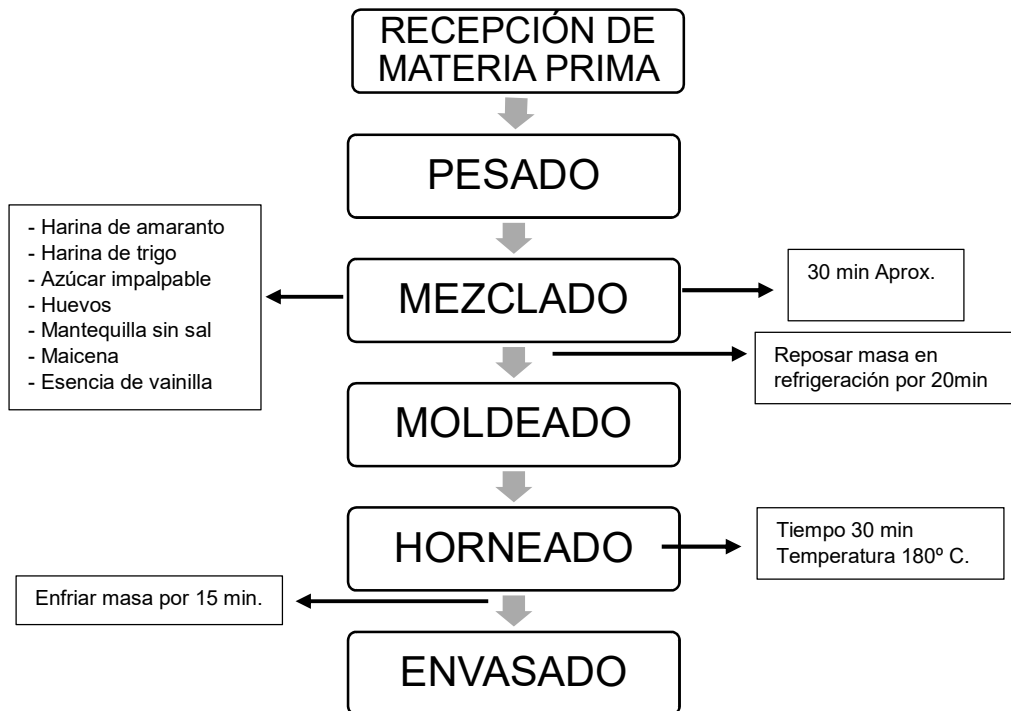 RECEPCIÓN DE
MATERIA PRIMA
PESADO
- Harina de amaranto
- Harina de trigo
- Azúcar impalpable
- Huevos
- Mantequilla sin sal
- Maicena
- Esencia de vainilla
MEZCLADO
30 min Aprox.
Reposar masa en
refrigeración por 20min
MOLDEADO
HORNEADO
Tiempo 30 min
Temperatura 180º C.
Enfriar masa por 15 min.
ENVASADO